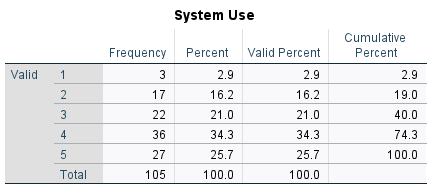 System Use
Frequency Percent Valid Percent Cumulative Percent
Valid 1 3 2.9 2.9 2.9
2 17 16.2 16.2 19.0
3 22 21.0 21.0 40.0
4 36 34.3 34.3 74.3
5 27 25.7 25.7 100.0
Total 105 100.0 100.0